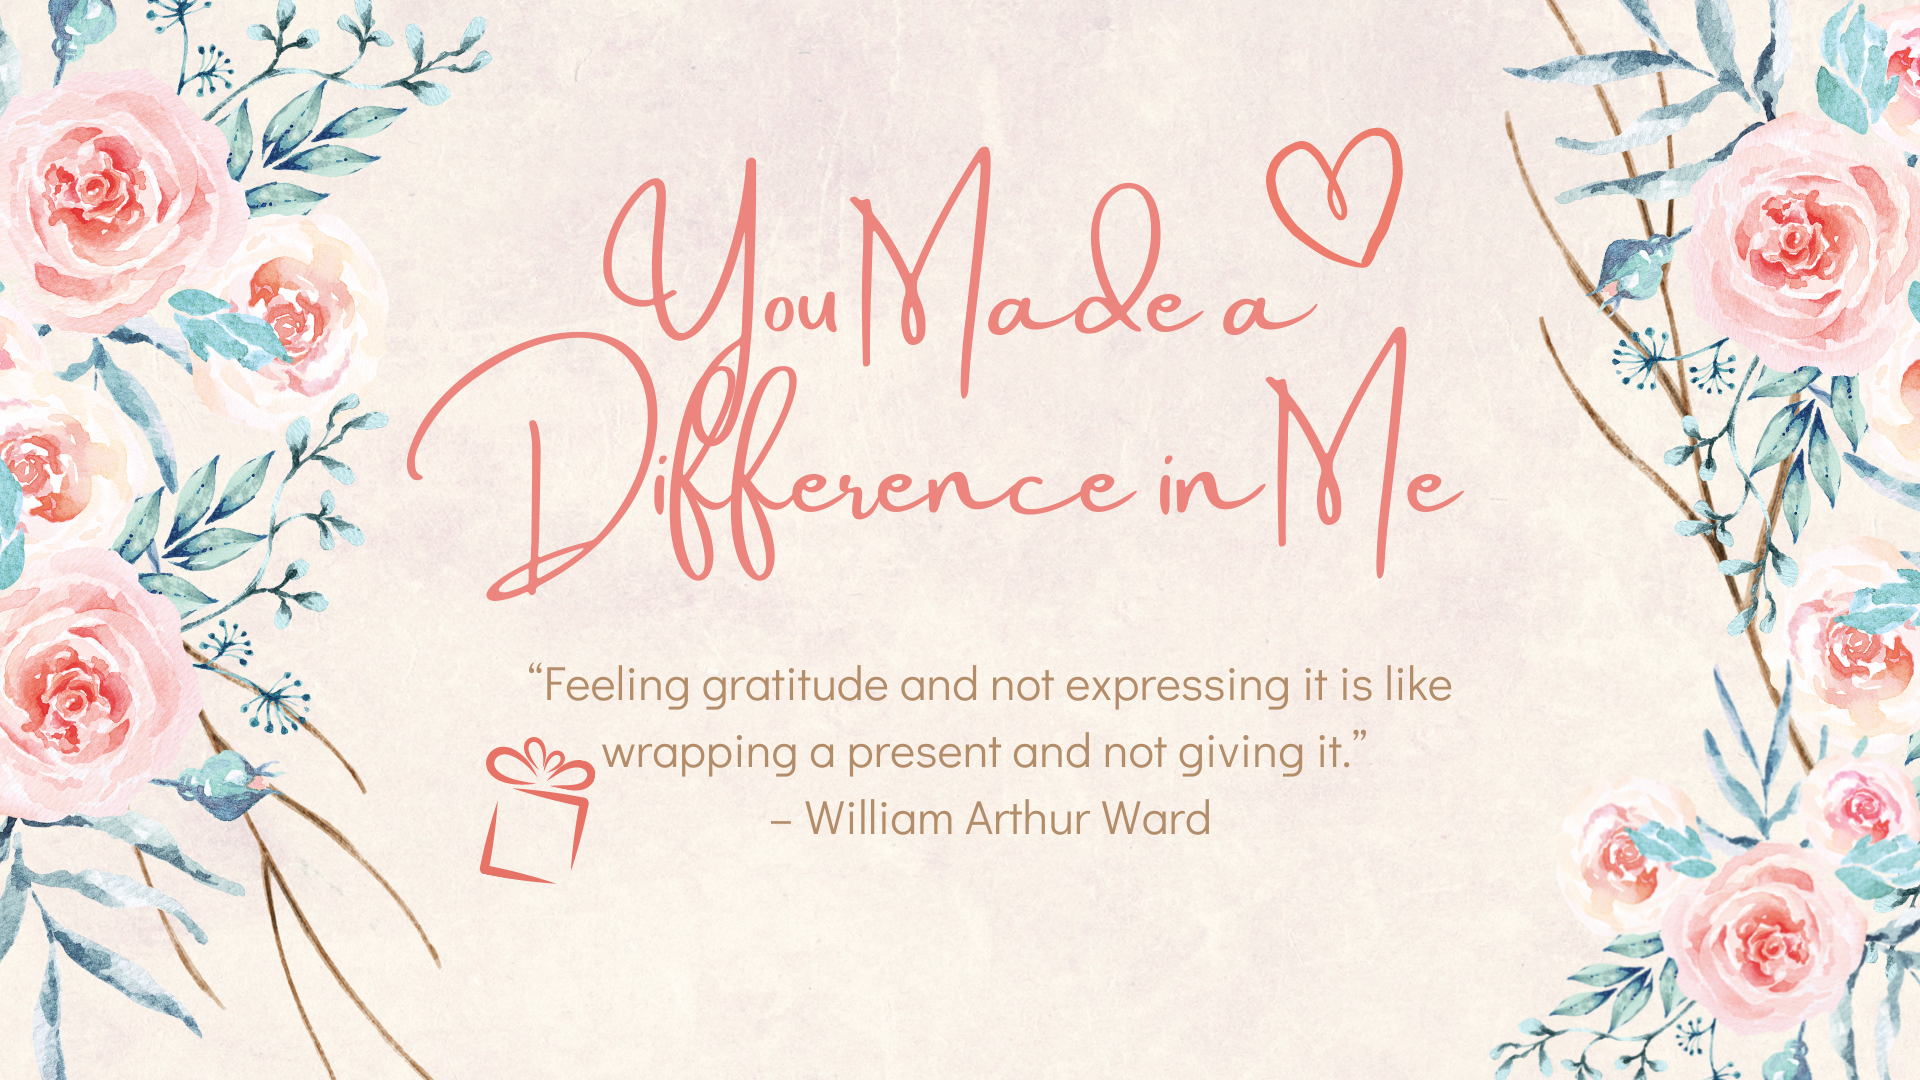 You Made a
Difference in Me
“Feeling gratitude and not expressing it is like
wrapping a present and not giving it.”
– William Arthur Ward